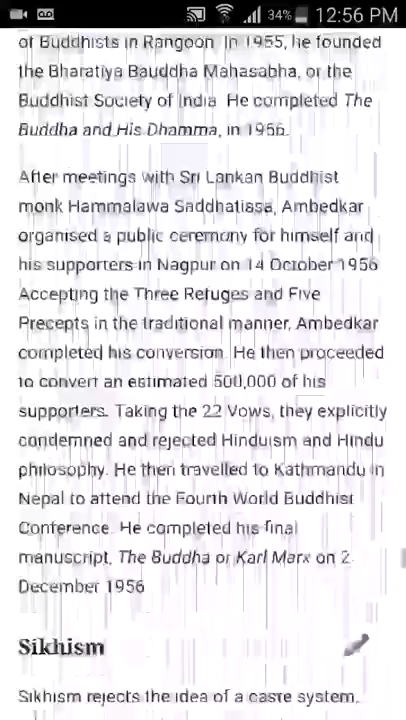 34% 12:56 PM
of Buddhists in Rangoon. In 1955, he founded
the Bharatiya Bauddha Mahasabha, or the
Buddhist Society of India. He completed The
Buddha and His Dhamma, in 1956.
After meetings with Sri Lankan Buddhist
monk Hammalawa Saddhatissa, Ambedkar
organised a public ceremony for himself and
his supporters in Nagpur on 14 October 1956
Accepting the Three Refuges and Five
Precepts in the traditional manner, Ambedkar
completed his conversion. He then proceeded
to convert an estimated 500,000 of his
supporters. Taking the 22 Vows, they explicitly
condemned and rejected Hinduism and Hindu
philosophy. He then travelled to Kathmandu in
Nepal to attend the Fourth World Buddhist
Conference. He completed his final
manuscript, The Buddha or Karl Marx on 2
December 1956
Sikhism
Sikhism rejects the idea of a caste system.